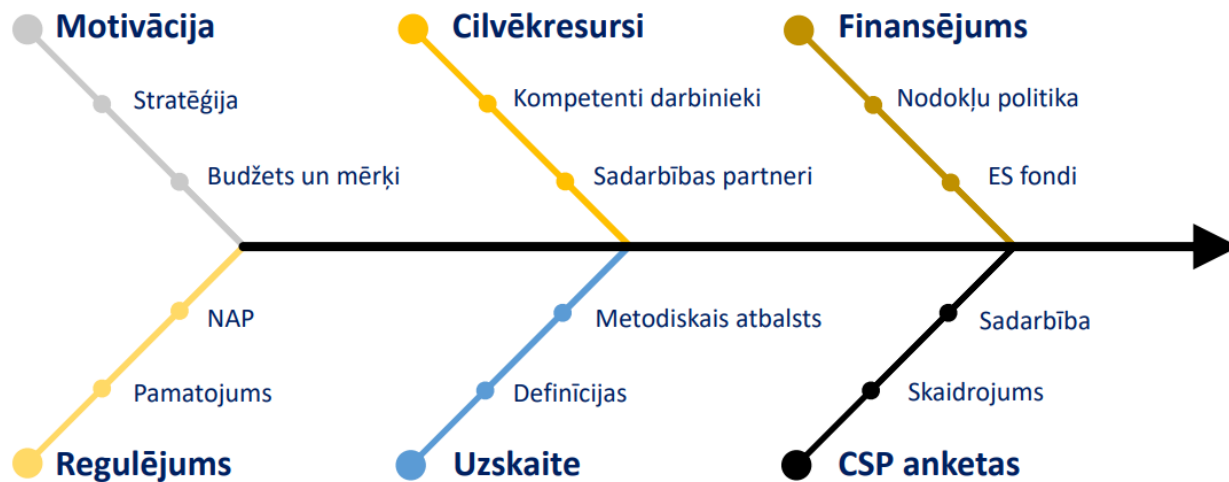 Motivācija
Cilvēkresursi
Finansējums
Stratēģija
Kompetenti darbinieki
Nodokļu politika
Budžets un mērķi
Sadarbības partneri
ES fondi
NAP
Metodiskais atbalsts
Sadarbība
Pamatojums
Definīcijas
Skaidrojums
Regulējums
Uzskaite
CSP anketas